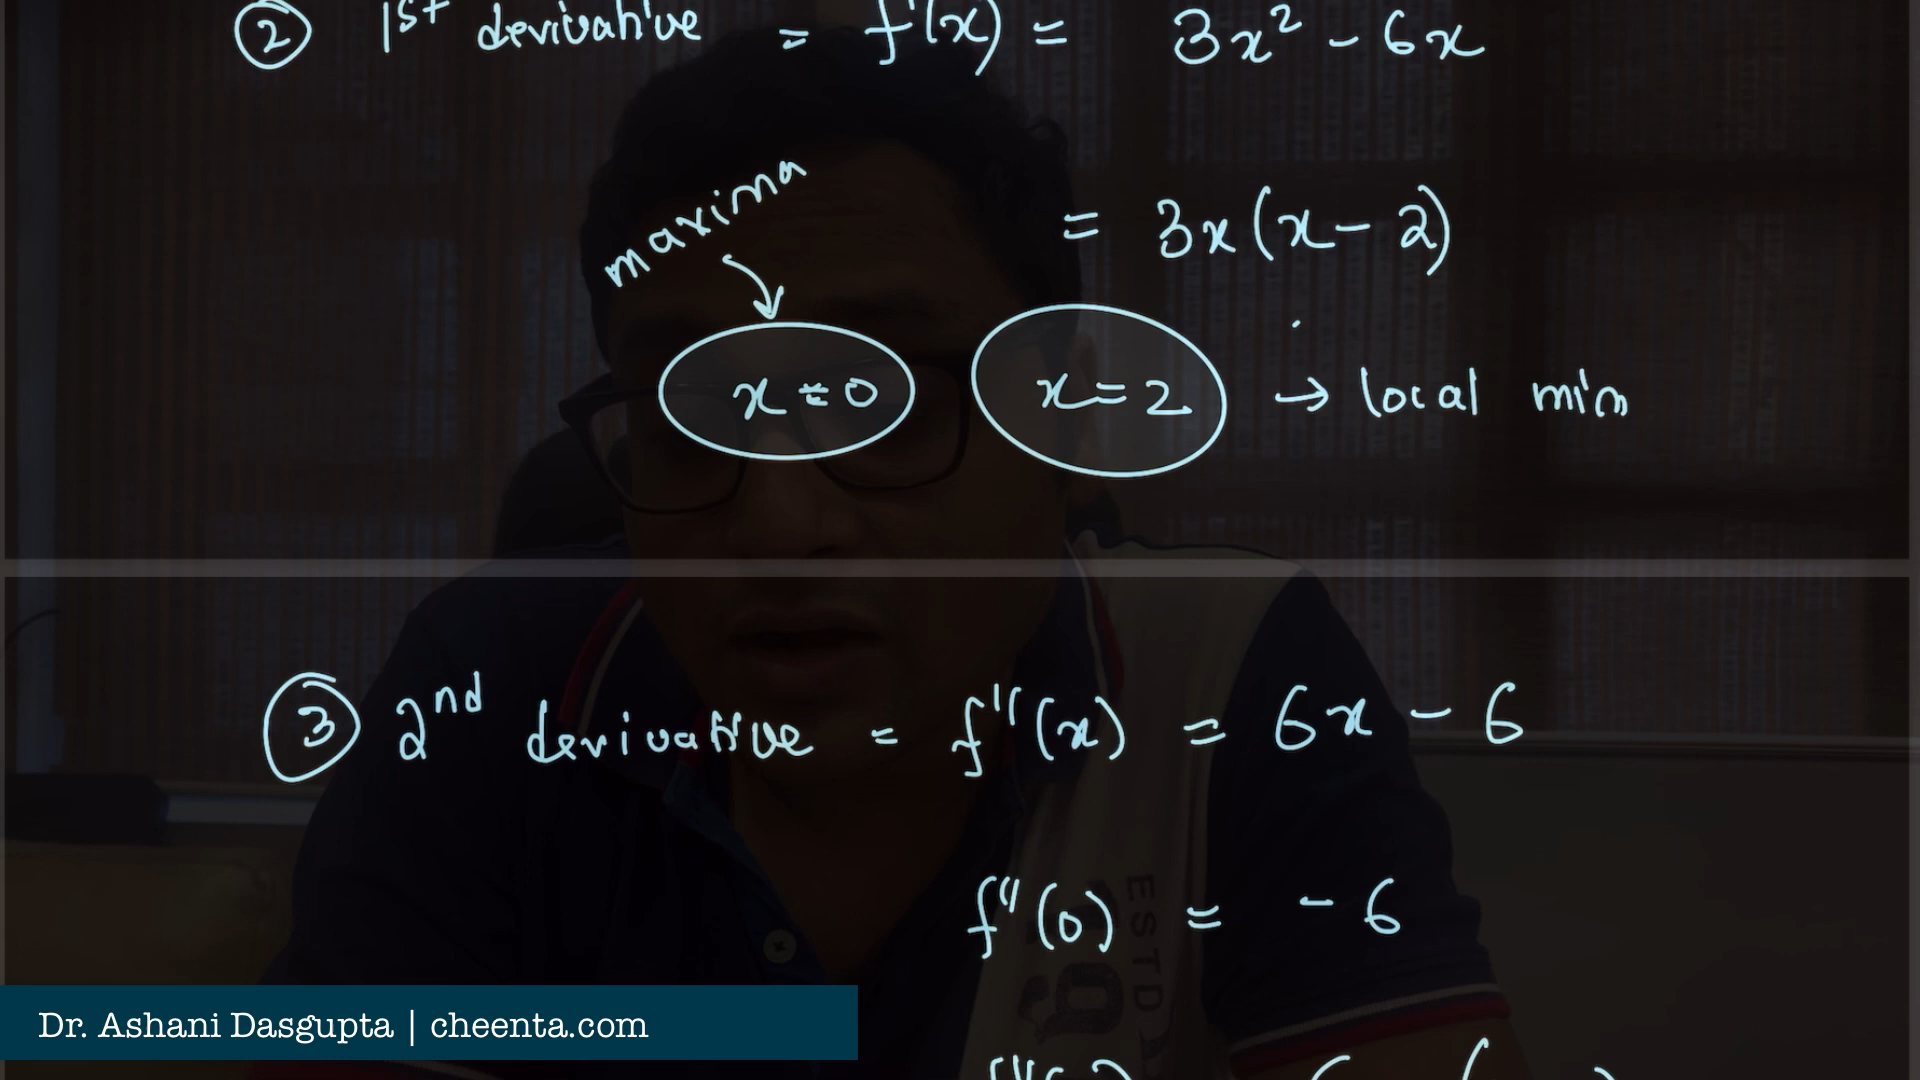 ② 1st derivative = f'(x) = 3x² - 6x
maxima
= 3x(x-2)
x = 0 x = 2 → local min
③ 2nd derivative = f''(x) = 6x - 6
f''(0) = - 6
ESTD
Dr. Ashani Dasgupta | cheenta.com